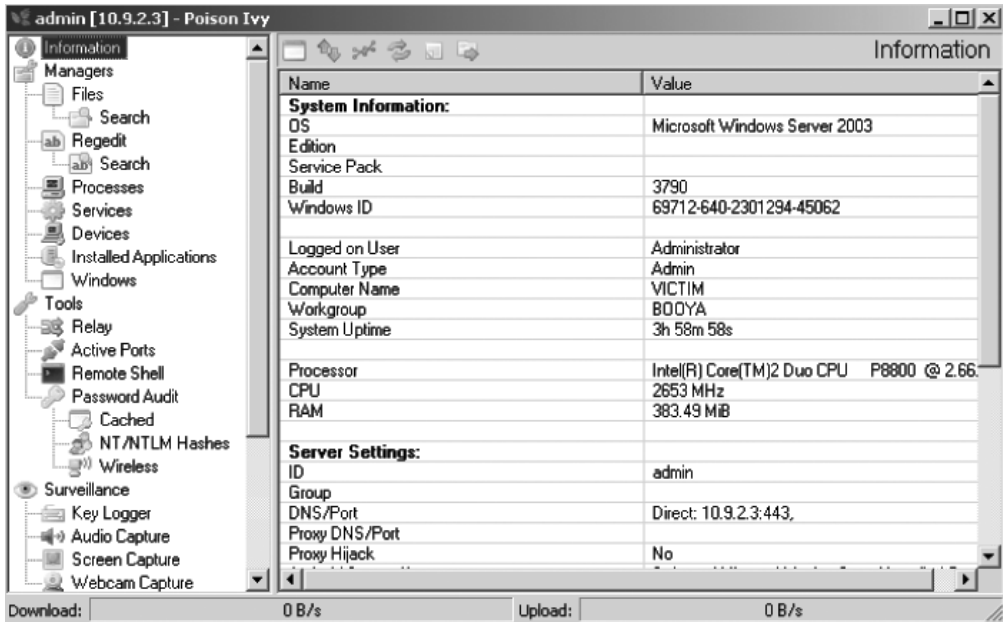 admin [10.9.2.3] - Poison Ivy
Information
Managers
Files
Search
Regedit
Search
Processes
Services
Devices
Installed Applications
Windows
Tools
Relay
Active Ports
Remote Shell
Password Audit
Cached
NT/NTLM Hashes
Wireless
Surveillance
Key Logger
Audio Capture
Screen Capture
Webcam Capture
Information
Name Value
System Information:
OS Microsoft Windows Server 2003
Edition
Service Pack
Build 3790
Windows ID 69712-640-2301294-45062
Logged on User Administrator
Account Type Admin
Computer Name VICTIM
Workgroup BOOYA
System Uptime 3h 58m 58s
Processor Intel(R) Core(TM)2 Duo CPU P8800 @ 2.66.
CPU 2653 MHz
RAM 383.49 MiB
Server Settings:
ID admin
Group
DNS/Port Direct: 10.9.2.3:443,
Proxy DNS/Port
Proxy Hijack No
Download: 0 B/s Upload: 0 B/s